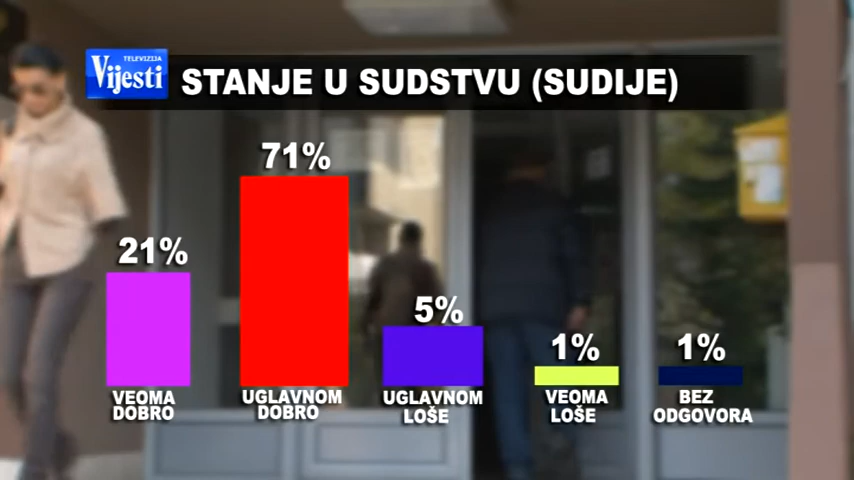 TELEVIZIJA
Vijesti
STANJE U SUDSTVU (SUDIJE)
71%
21%
5%
1%
1%
VEOMA
DOBRO
UGLAVNOM
DOBRO
UGLAVNOM
LOŠE
VEOMA
LOŠE
BEZ
ODGOVORA